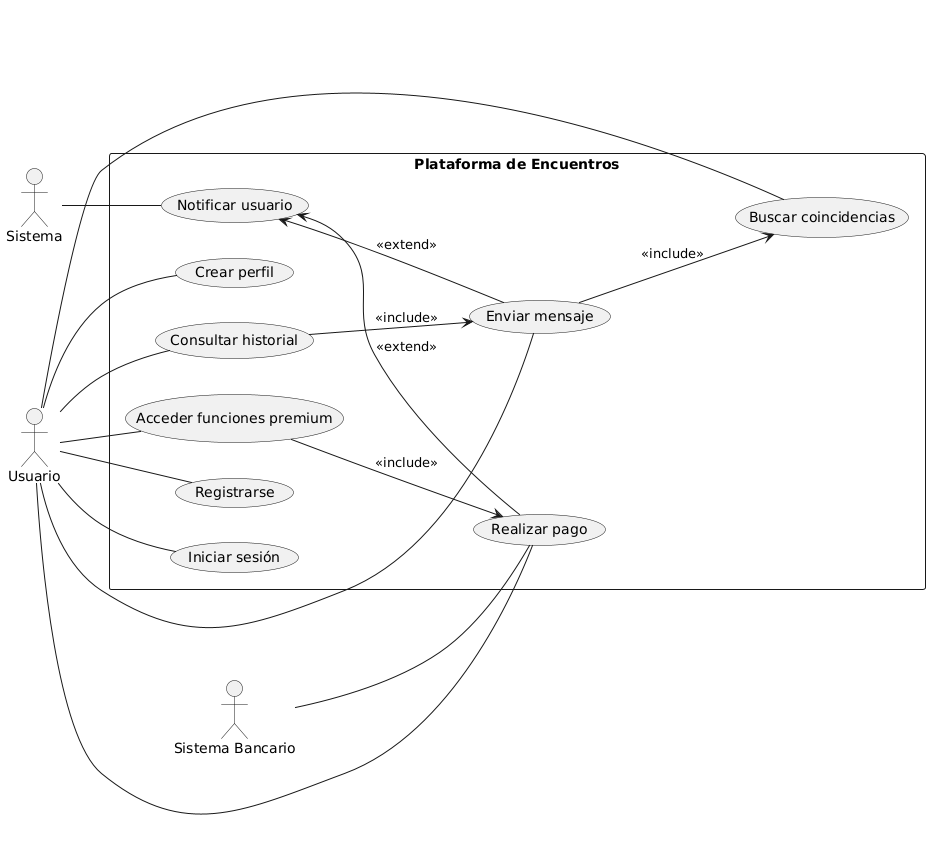 Plataforma de Encuentros
Sistema
Notificar usuario
Buscar coincidencias
«extend»
«include»
Crear perfil
Enviar mensaje
«include»
Consultar historial
«extend»
Acceder funciones premium
«include»
Usuario
Registrarse
Realizar pago
Iniciar sesión
Sistema Bancario